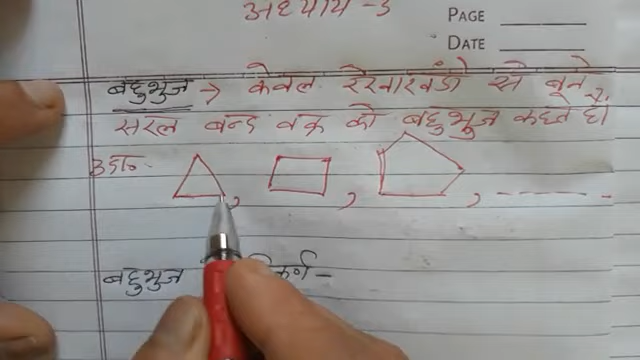 अध्याय-3
PAGE
DATE
बहुभुज → केवल रेखाखंडो से बने
सरल बन्द वक्र को बहुभुज कहते है।
उदा.
बहुभुज